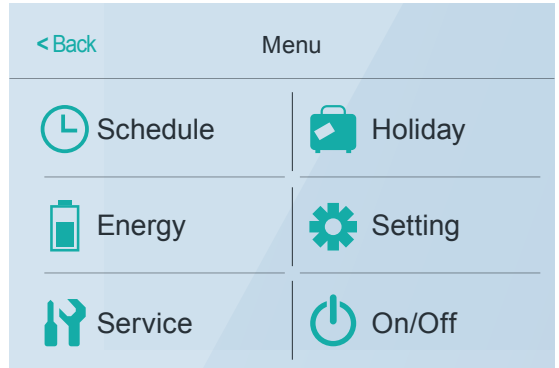 < Back
Menu
Schedule
Holiday
Energy
Setting
Service
On/Off